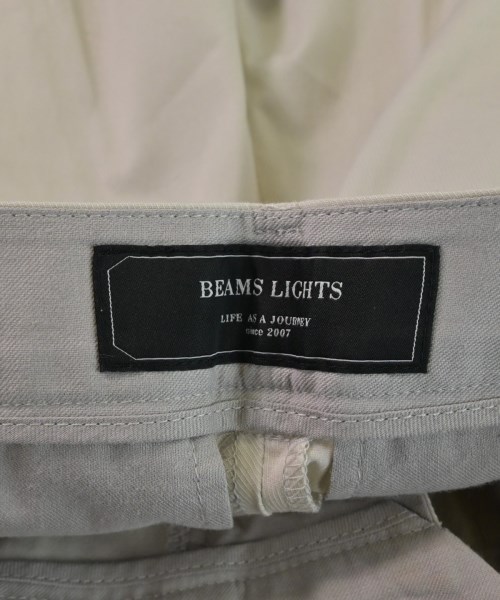 BEAMS LIGHTS
LIFE AS A JOURNEY
since 2007